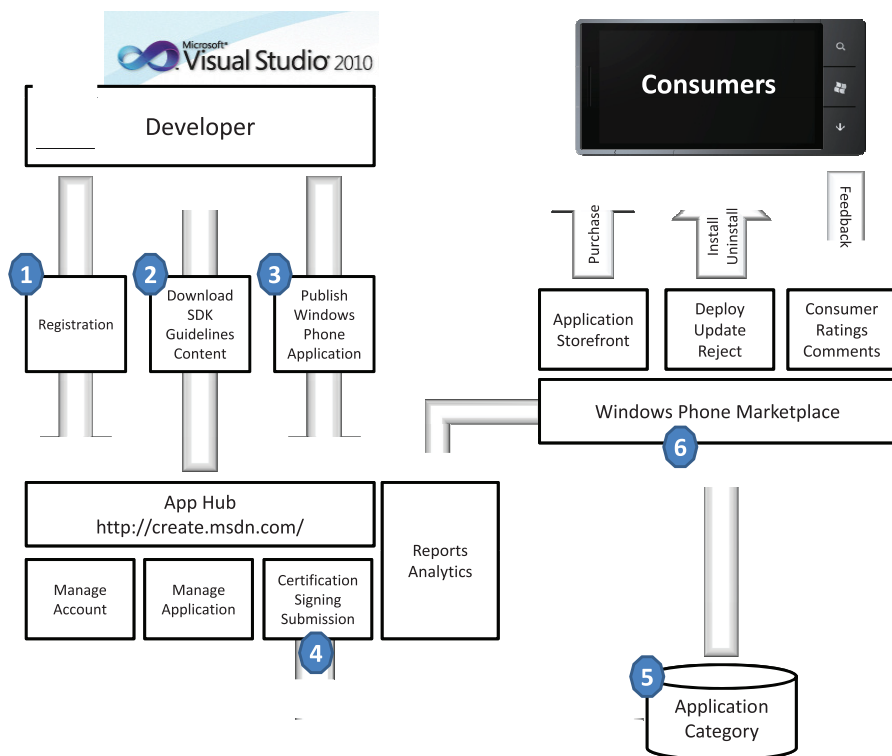 Microsoft®
Visual Studio® 2010
Developer
Consumers
Purchase
Install
Uninstall
Feedback
1
2
3
Registration
Download
SDK
Guidelines
Content
Publish
Windows
Phone
Application
Application
Storefront
Deploy
Update
Reject
Consumer
Ratings
Comments
Windows Phone Marketplace
6
App Hub
http://create.msdn.com/
Reports
Analytics
Manage
Account
Manage
Application
Certification
Signing
Submission
4
5
Application
Category